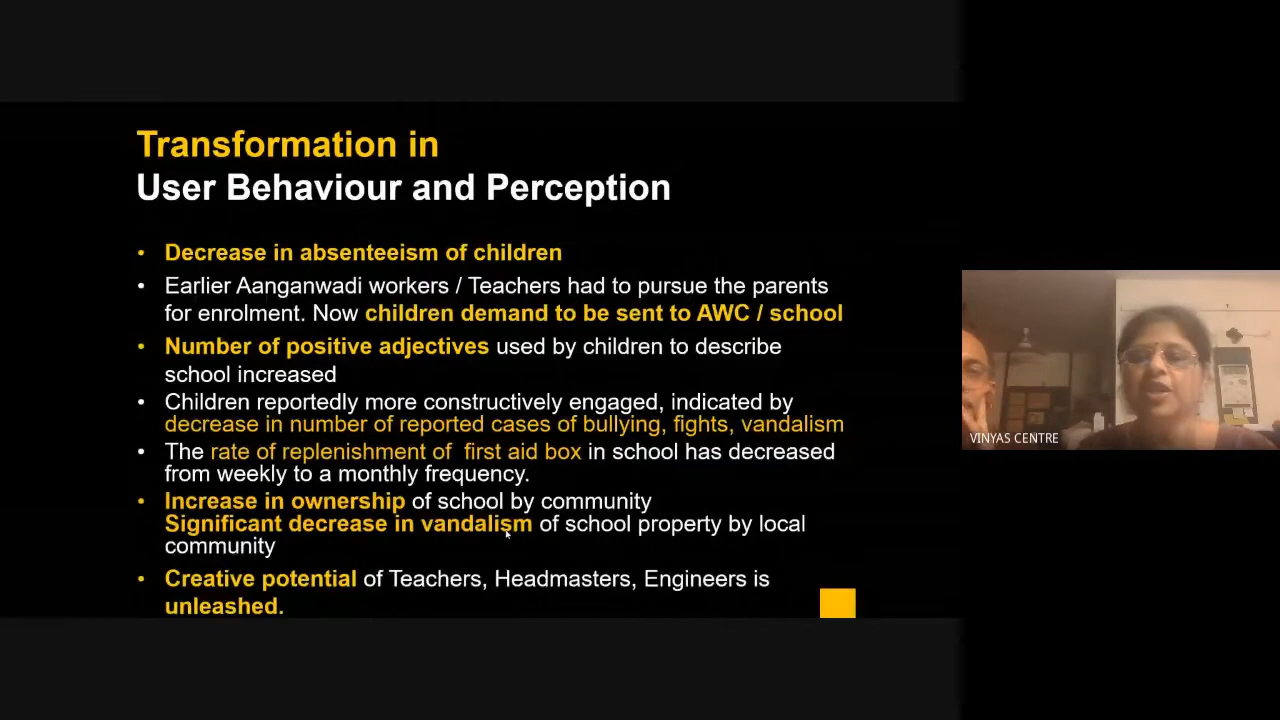 Transformation in
User Behaviour and Perception
• Decrease in absenteeism of children
• Earlier Aanganwadi workers / Teachers had to pursue the parents
for enrolment. Now children demand to be sent to AWC / school
• Number of positive adjectives used by children to describe
school increased
• Children reportedly more constructively engaged, indicated by
decrease in number of reported cases of bullying, fights, vandalism
• The rate of replenishment of first aid box in school has decreased
from weekly to a monthly frequency.
• Increase in ownership of school by community
Significant decrease in vandalism of school property by local
community
• Creative potential of Teachers, Headmasters, Engineers is
unleashed.
VINYAS CENTRE